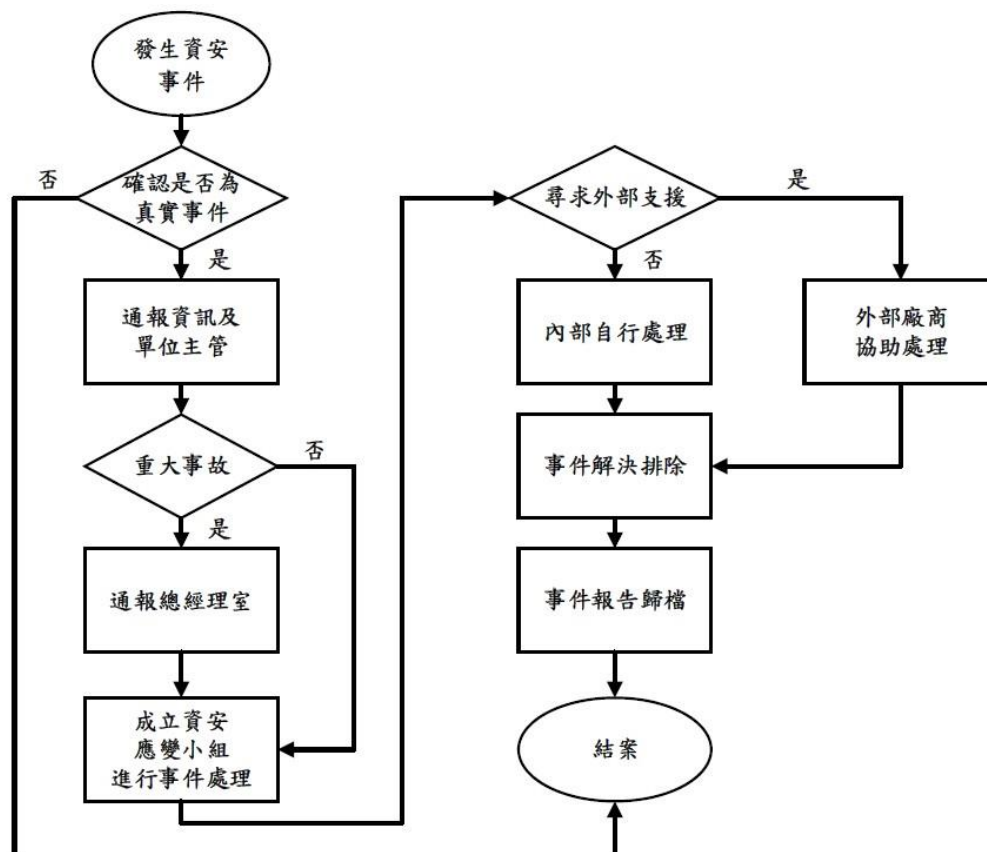 發生資安
事件
否
確認是否為
真實事件
是
通報資訊及
單位主管
重大事故
否
是
通報總經理室
成立資安
應變小組
進行事件處理
尋求外部支援
是
否
內部自行處理
外部廠商
協助處理
事件解決排除
事件報告歸檔
結案